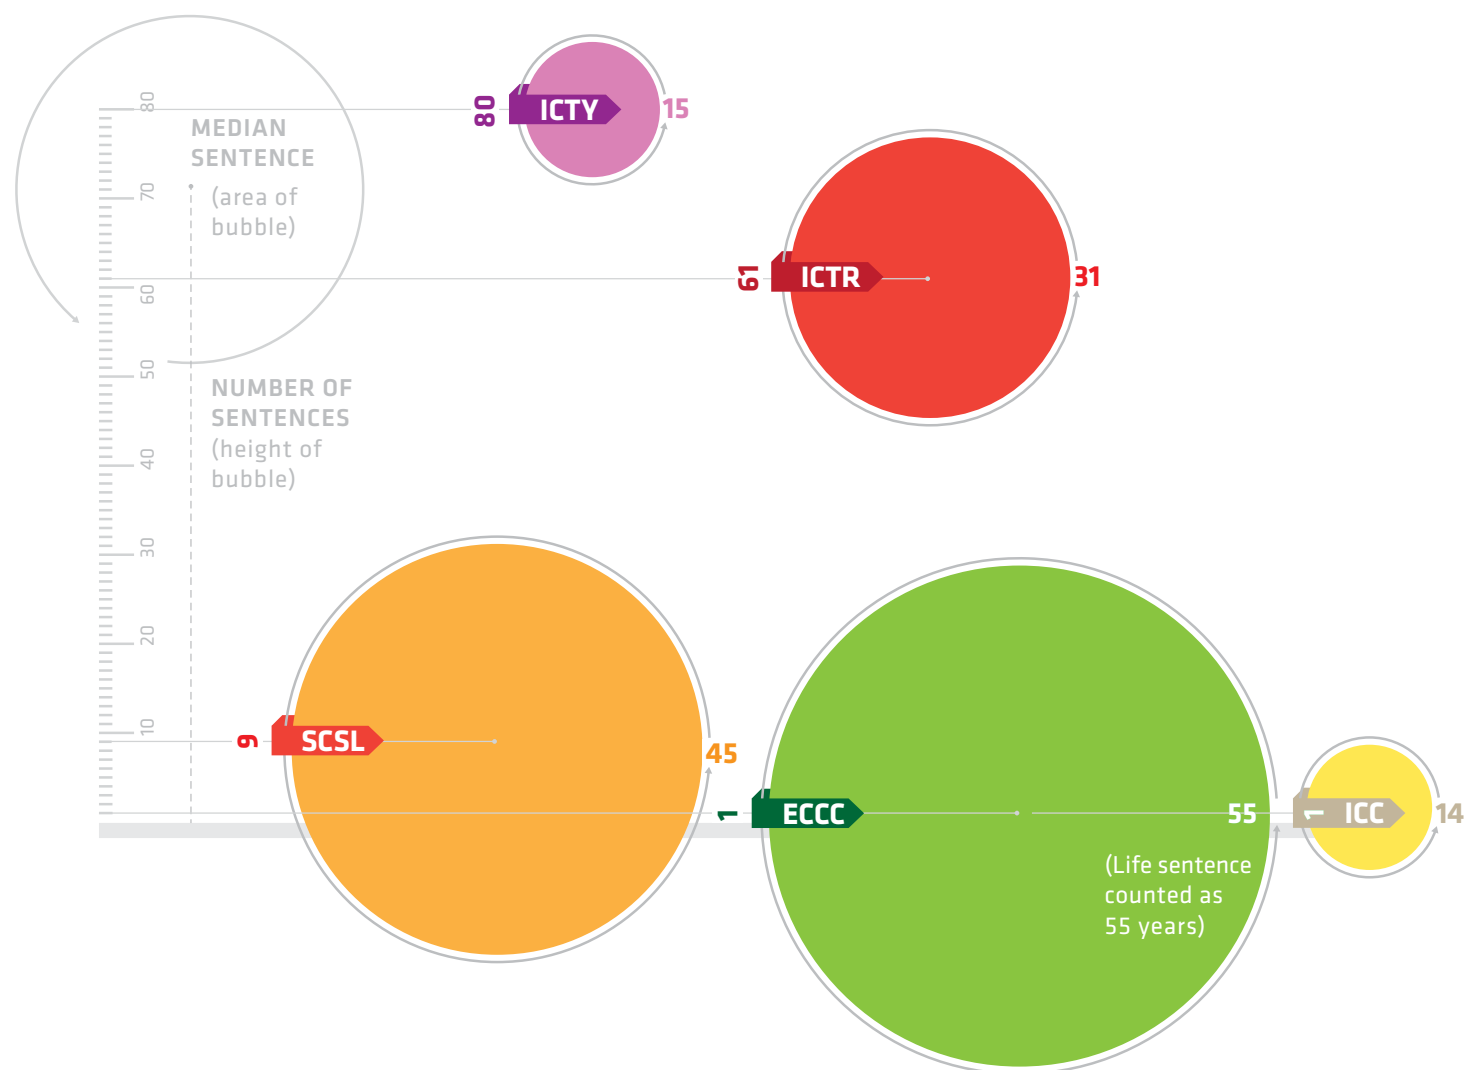 80
70
60
50
40
30
20
10
MEDIAN
SENTENCE
(area of
bubble)
NUMBER OF
SENTENCES
(height of
bubble)
80
ICTY
15
61
ICTR
31
9
SCSL
45
1
ECCC
55
(Life sentence
counted as
55 years)
1
ICC
14